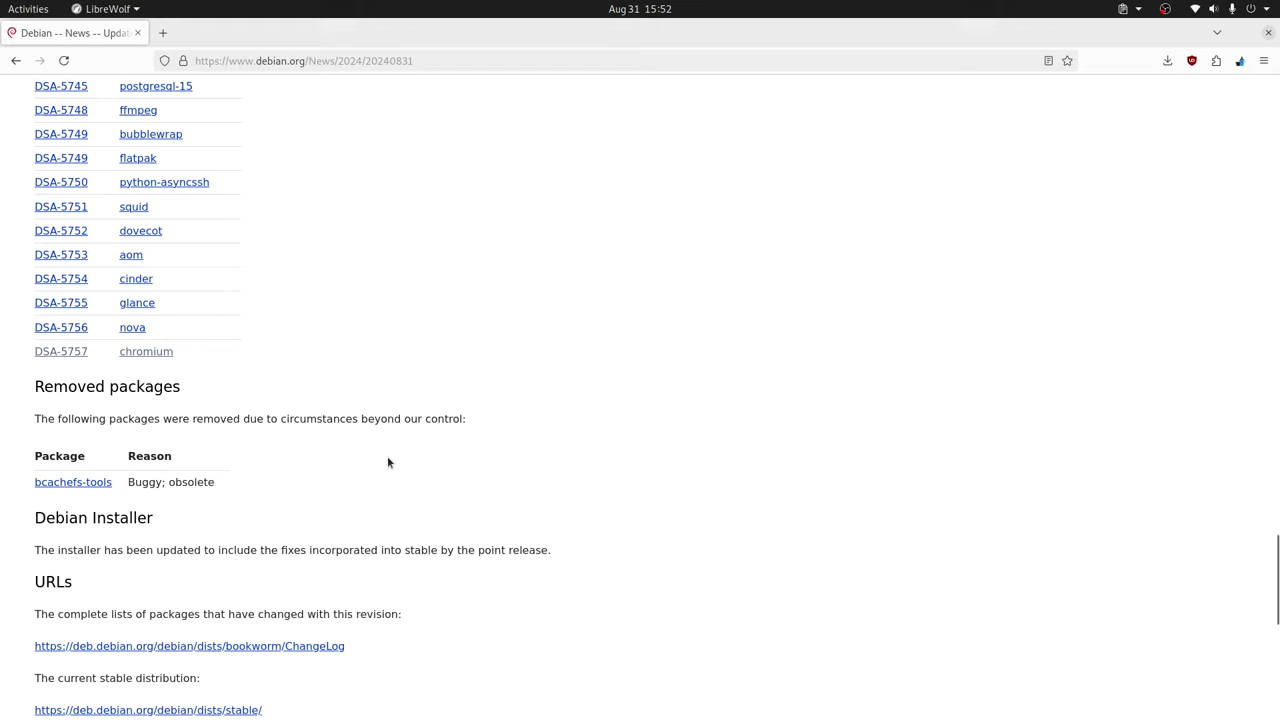 Activities LibreWolf Aug 31 15:52
Debian -- News -- Upda
https://www.debian.org/News/2024/20240831
DSA-5745 postgresql-15
DSA-5748 ffmpeg
DSA-5749 bubblewrap
DSA-5749 flatpak
DSA-5750 python-asyncssh
DSA-5751 squid
DSA-5752 dovecot
DSA-5753 aom
DSA-5754 cinder
DSA-5755 glance
DSA-5756 nova
DSA-5757 chromium
Removed packages
The following packages were removed due to circumstances beyond our control:
Package Reason
bcachefs-tools Buggy; obsolete
Debian Installer
The installer has been updated to include the fixes incorporated into stable by the point release.
URLs
The complete lists of packages that have changed with this revision:
https://deb.debian.org/debian/dists/bookworm/ChangeLog
The current stable distribution:
https://deb.debian.org/debian/dists/stable/